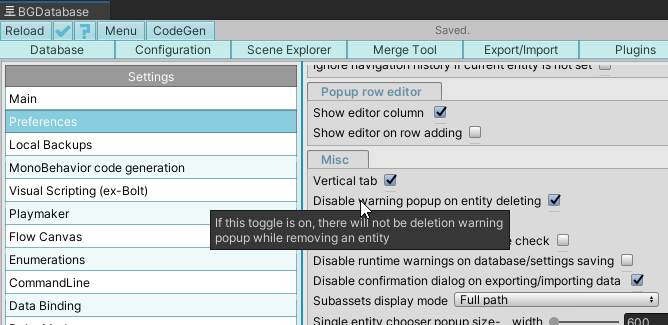 BGDatabase
Reload ? Menu CodeGen Saved.
Database Configuration Scene Explorer Merge Tool Export/Import Plugins
Settings
Main
Preferences
Local Backups
MonoBehavior code generation
Visual Scripting (ex-Bolt)
Playmaker
Flow Canvas
Enumerations
CommandLine
Data Binding
Ignore navigation history if current entity is not set
Popup row editor
Show editor column
Show editor on row adding
Misc
Vertical tab
Disable warning popup on entity deleting
If this toggle is on, there will not be deletion warning
popup while removing an entity
check
Disable runtime warnings on database/settings saving
Disable confirmation dialog on exporting/importing data
Subassets display mode Full path
Single entity chooser popup size- width 600